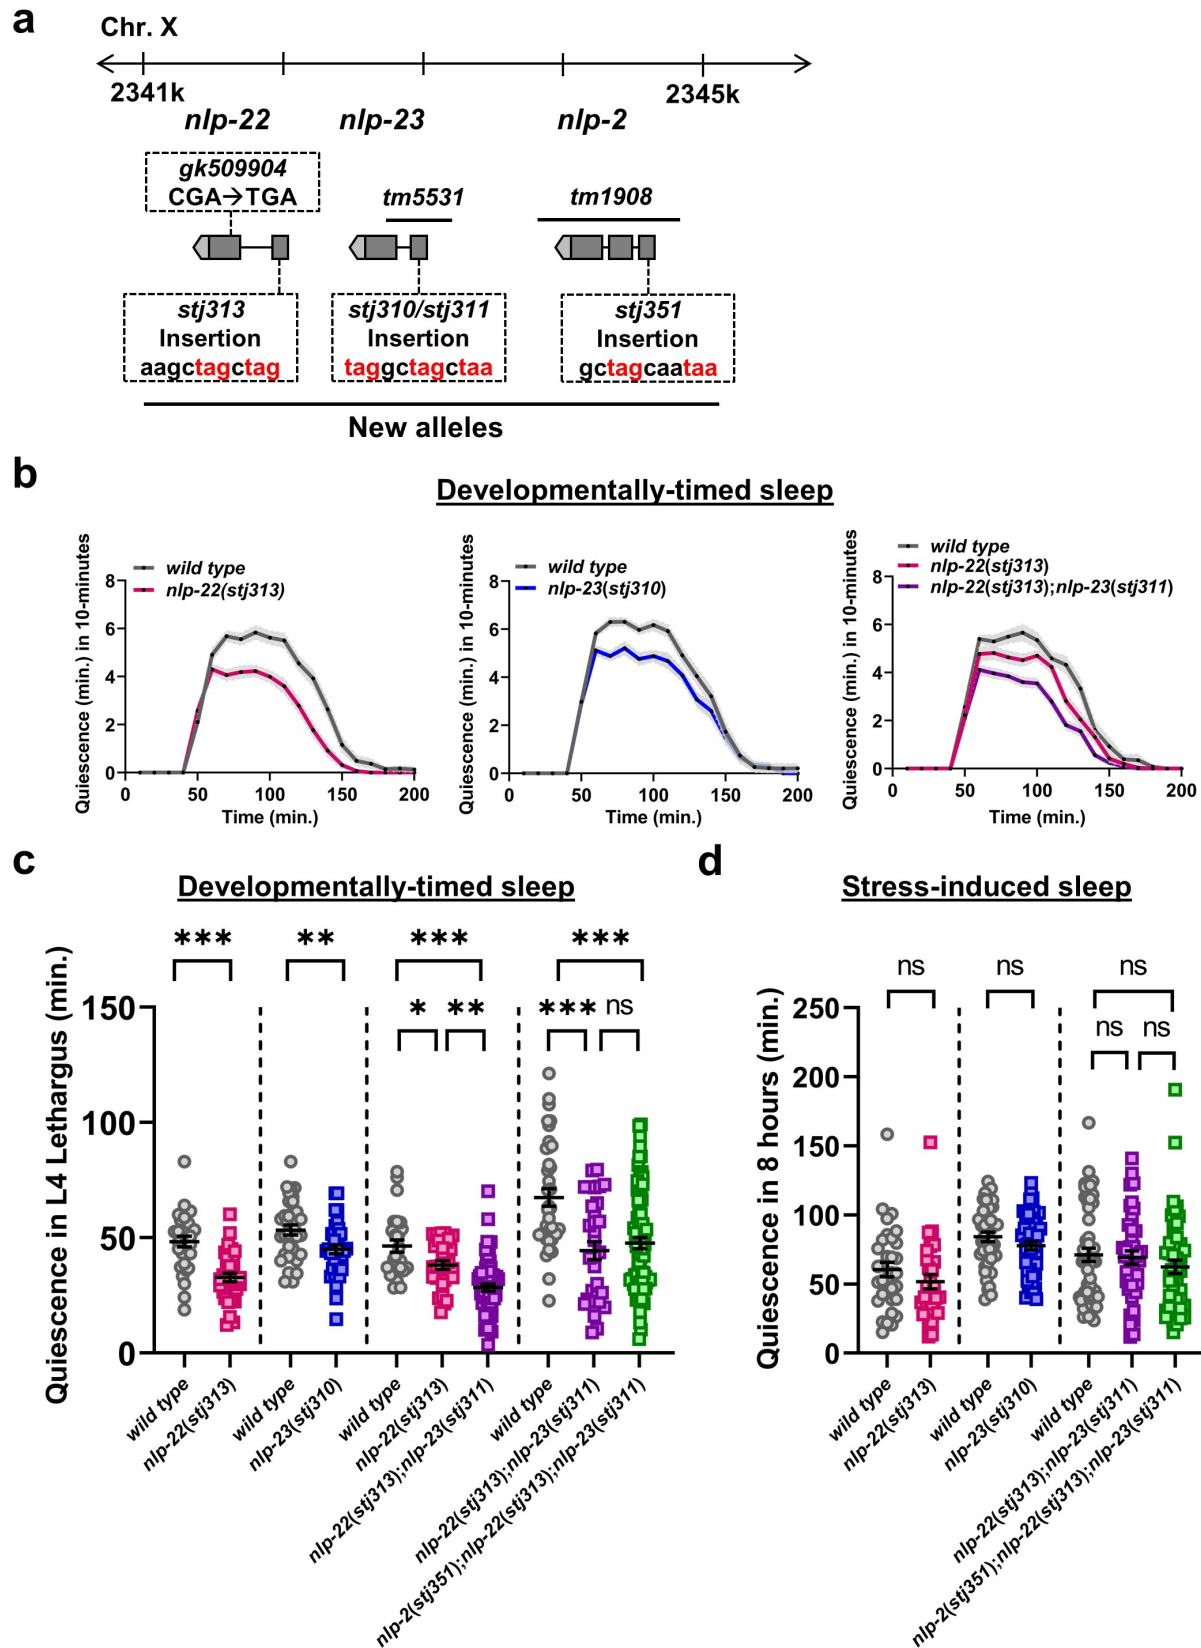 a
Chr. X
2341k
2345k
nlp-22
nlp-23
nlp-2
gk509904
CGA→TGA
tm5531
tm1908
stj313
Insertion
aagctagctag
stj310/stj311
Insertion
taggctagctaa
stj351
Insertion
gctagcaataa
New alleles
b
Developmentally-timed sleep
Quiescence (min.) in 10-minutes
wild type
nlp-22(stj313)
8
6
4
2
0
0
50
100
150
200
Time (min.)
Quiescence (min.) in 10-minutes
wild type
nlp-23(stj310)
8
6
4
2
0
0
50
100
150
200
Time (min.)
Quiescence (min.) in 10-minutes
wild type
nlp-22(stj313)
nlp-22(stj313);nlp-23(stj311)
8
6
4
2
0
0
50
100
150
200
Time (min.)
c
Developmentally-timed sleep
Quiescence in L4 Lethargus (min.)
*** ** *** ***
* ** *** ns
150
100
50
0
wild type
nlp-22(stj313)
wild type
nlp-23(stj310)
wild type
nlp-22(stj313)
nlp-22(stj313);nlp-23(stj311)
wild type
nlp-22(stj313);nlp-23(stj311)
nlp-2(stj351);nlp-22(stj313);nlp-23(stj311)
d
Stress-induced sleep
Quiescence in 8 hours (min.)
ns ns ns
ns ns
250
200
150
100
50
0
wild type
nlp-22(stj313)
wild type
nlp-23(stj310)
wild type
nlp-22(stj313);nlp-23(stj311)
nlp-2(stj351);nlp-22(stj313);nlp-23(stj311)